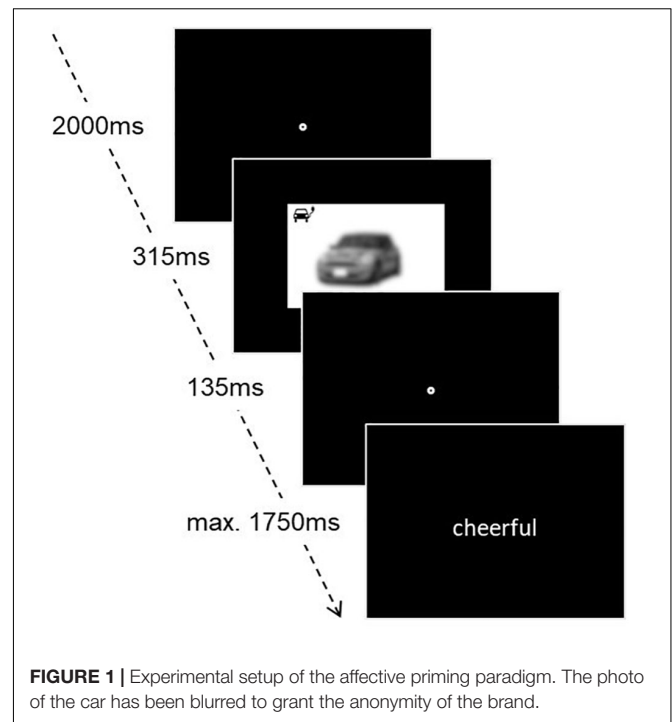 2000ms
315ms
135ms
max. 1750ms
cheerful
FIGURE 1 | Experimental setup of the affective priming paradigm. The photo
of the car has been blurred to grant the anonymity of the brand.